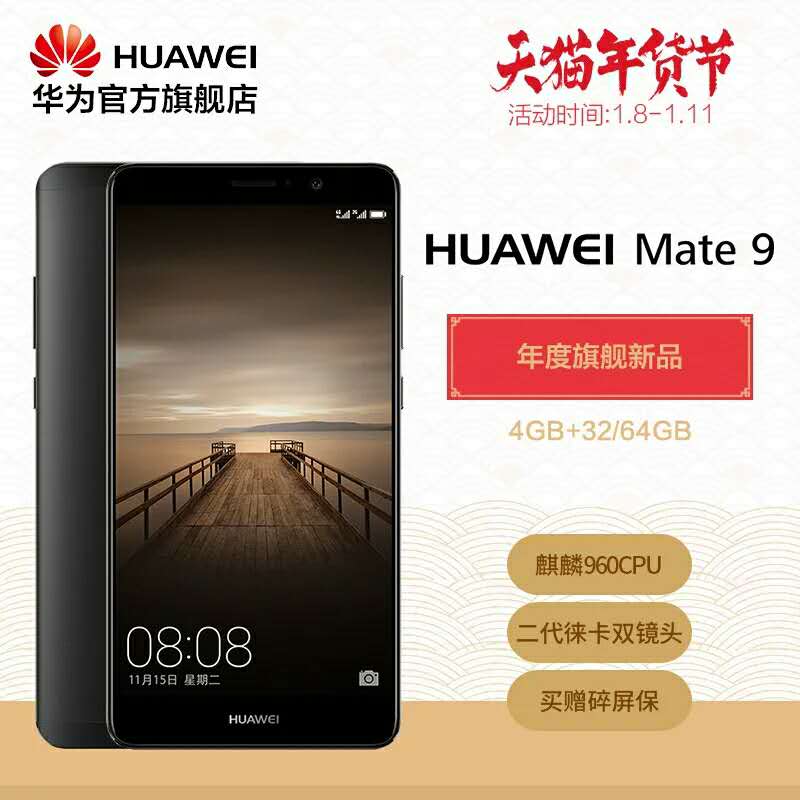 HUAWEI
华为官方旗舰店
天猫年货节
活动时间:1.8-1.11
HUAWEI Mate 9
年度旗舰新品
4GB+32/64GB
麒麟960CPU
二代徕卡双镜头
买赠碎屏保
4G 2G
08:08
11月15日 星期二
HUAWEI